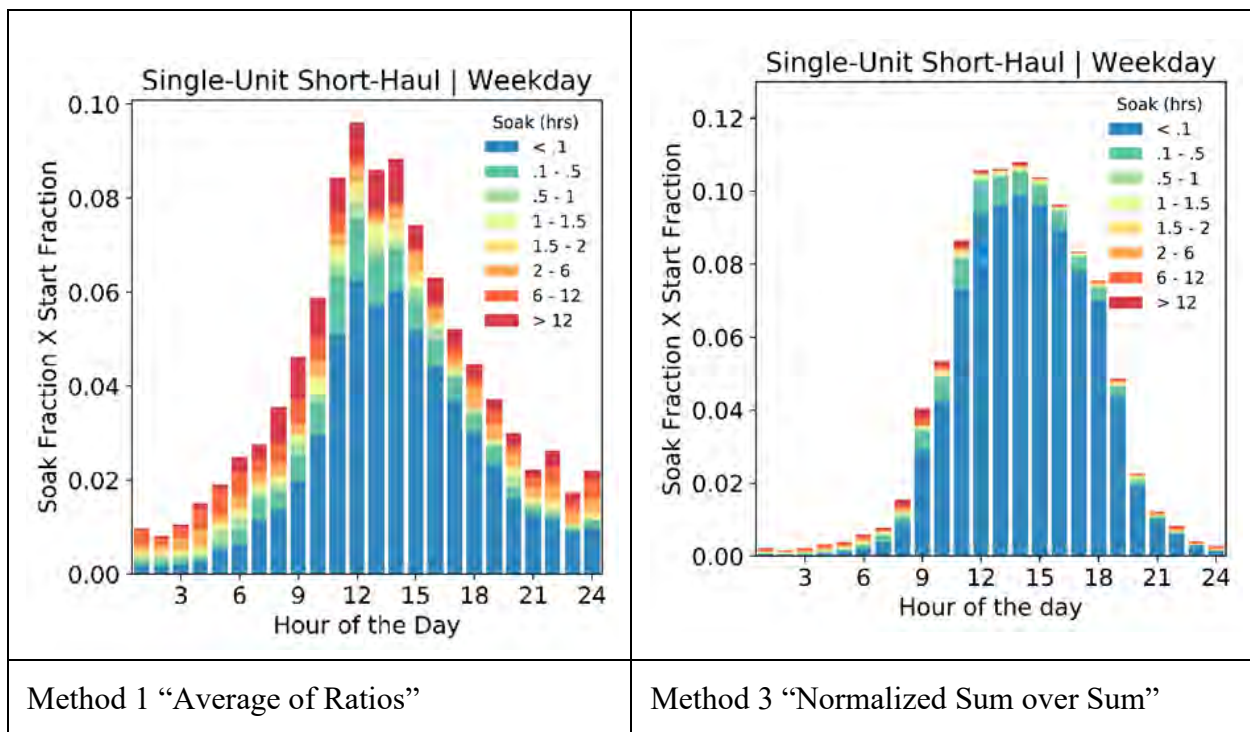 Single-Unit Short-Haul | Weekday
Soak Fraction X Start Fraction
0.10
0.08
0.06
0.04
0.02
0.00
Soak (hrs)
< .1
.1 - .5
.5 - 1
1 - 1.5
1.5 - 2
2 - 6
6 - 12
> 12
3 6 9 12 15 18 21 24
Hour of the Day
Single-Unit Short-Haul | Weekday
Soak Fraction X Start Fraction
0.12
0.10
0.08
0.06
0.04
0.02
0.00
Soak (hrs)
< .1
.1 - .5
.5 - 1
1 - 1.5
1.5 - 2
2 - 6
6 - 12
> 12
3 6 9 12 15 18 21 24
Hour of the day
Method 1 “Average of Ratios”
Method 3 “Normalized Sum over Sum”